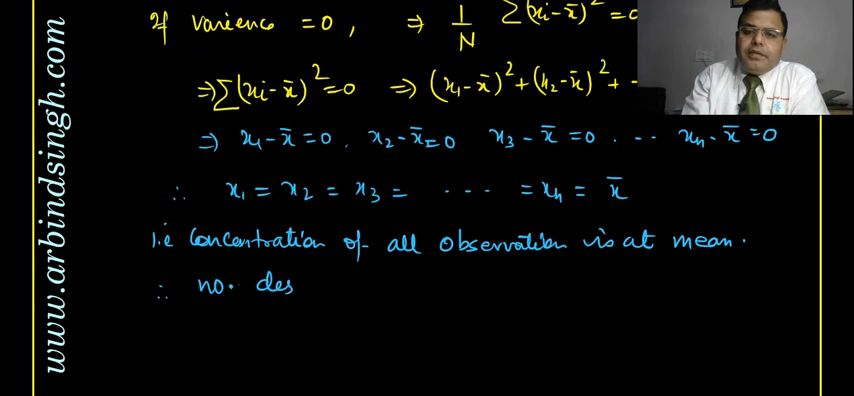 www.arbindsingh.com
If varience = 0, ⇒ 1/N Σ(xi - x̄)² = 0
⇒ Σ(xi - x̄)² = 0 ⇒ (x₁ - x̄)² + (x₂ - x̄)² + -
⇒ x₁ - x̄ = 0, x₂ - x̄ = 0 x₃ - x̄ = 0 . ... xₙ - x̄ = 0
∴ x₁ = x₂ = x₃ = ... = xₙ = x̄
i.e concentration of all observation is at mean.
∴ no. des